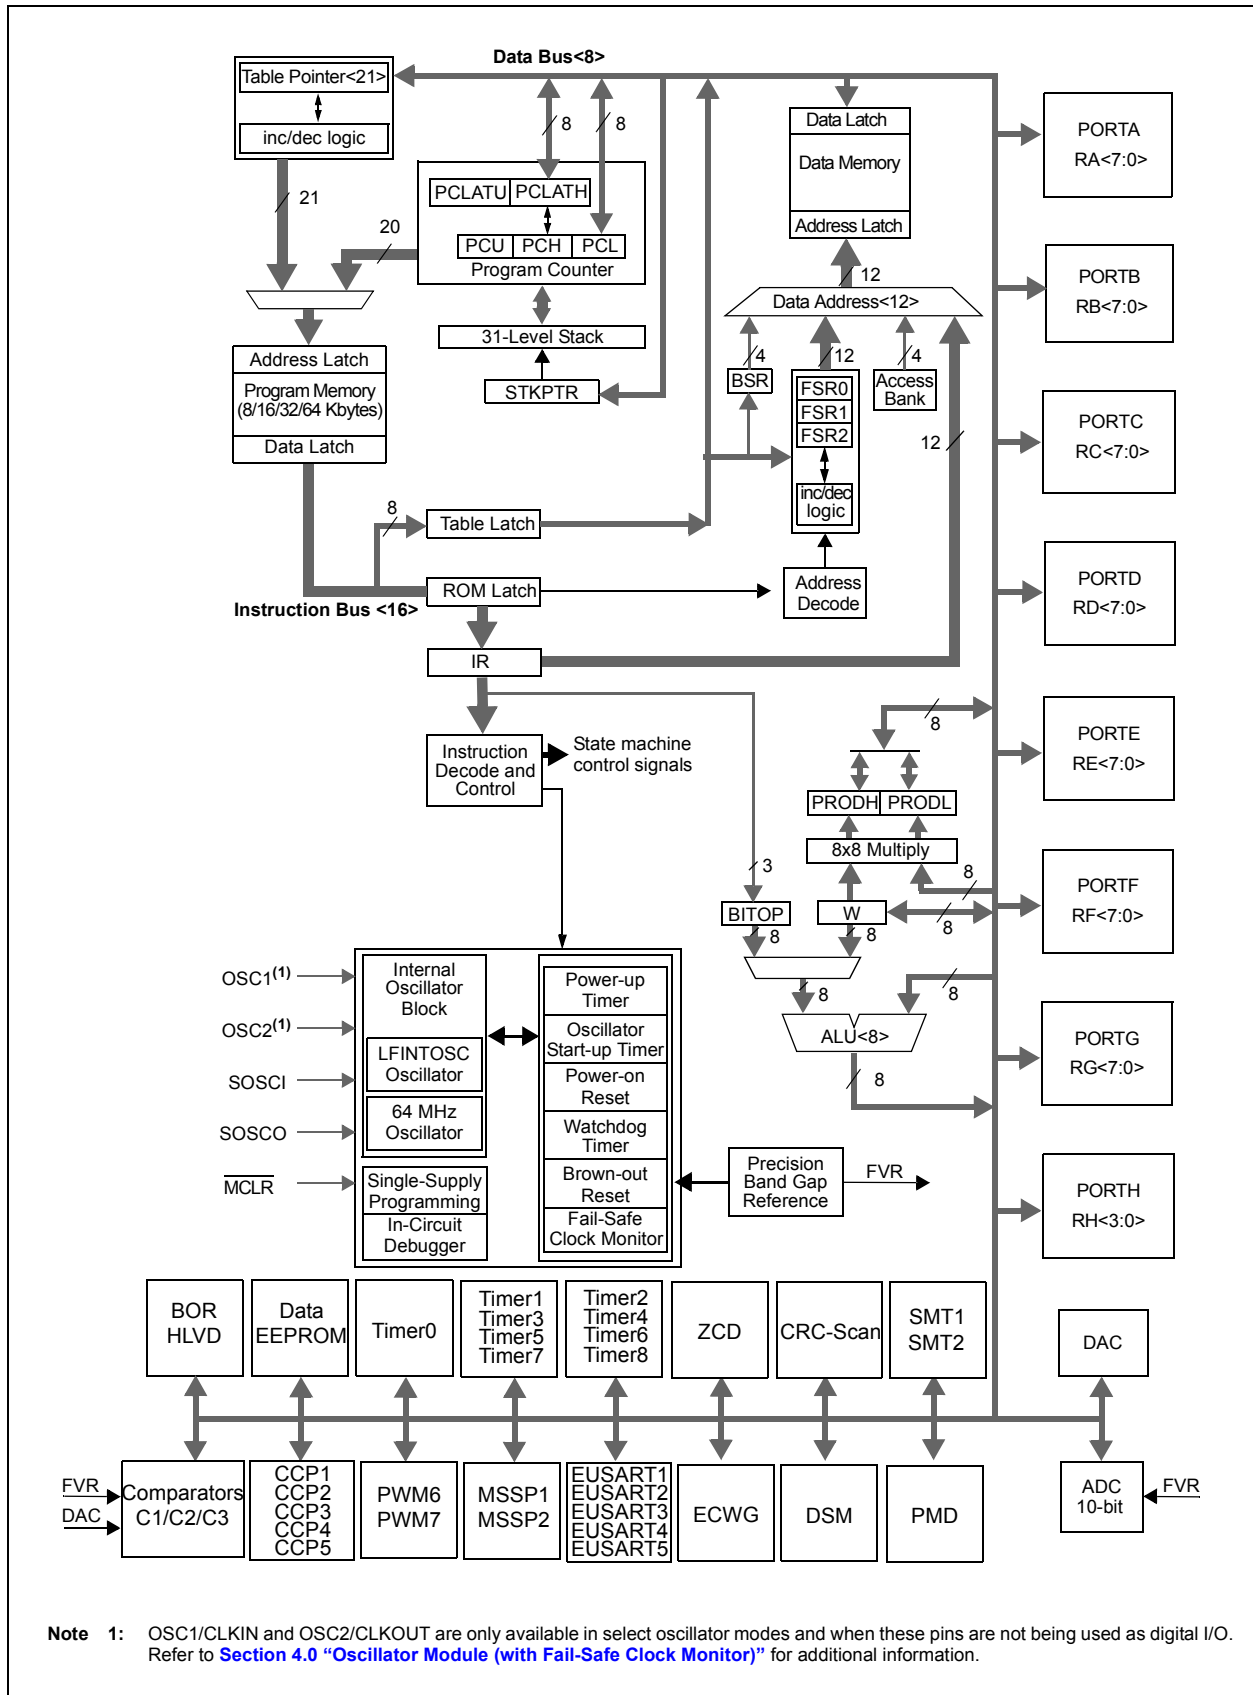 Data Bus<8>
Table Pointer<21>
inc/dec logic
21
20
8
8
PCLATU
PCLATH
PCU
PCH
PCL
Program Counter
31-Level Stack
STKPTR
Address Latch
Program Memory
(8/16/32/64 Kbytes)
Data Latch
Data Latch
Data Memory
Address Latch
12
Data Address<12>
4
12
4
BSR
FSR0
FSR1
FSR2
inc/dec
logic
Access
Bank
12
8
Table Latch
ROM Latch
Instruction Bus <16>
Address
Decode
IR
Instruction
Decode and
Control
State machine
control signals
8
PRODH
PRODL
8x8 Multiply
3
8
BITOP
W
8
8
8
8
8
ALU<8>
8
PORTA
RA<7:0>
PORTB
RB<7:0>
PORTC
RC<7:0>
PORTD
RD<7:0>
PORTE
RE<7:0>
PORTF
RF<7:0>
PORTG
RG<7:0>
PORTH
RH<3:0>
OSC1(1)
OSC2(1)
SOSCI
SOSCO
MCLR
Internal
Oscillator
Block
LFINTOSC
Oscillator
64 MHz
Oscillator
Single-Supply
Programming
In-Circuit
Debugger
Power-up
Timer
Oscillator
Start-up Timer
Power-on
Reset
Watchdog
Timer
Brown-out
Reset
Fail-Safe
Clock Monitor
Precision
Band Gap
Reference
FVR
BOR
HLVD
Data
EEPROM
Timer0
Timer1
Timer3
Timer5
Timer7
Timer2
Timer4
Timer6
Timer8
ZCD
CRC-Scan
SMT1
SMT2
DAC
FVR
DAC
Comparators
C1/C2/C3
CCP1
CCP2
CCP3
CCP4
CCP5
PWM6
PWM7
MSSP1
MSSP2
EUSART1
EUSART2
EUSART3
EUSART4
EUSART5
ECWG
DSM
PMD
ADC
10-bit
FVR
Note 1: OSC1/CLKIN and OSC2/CLKOUT are only available in select oscillator modes and when these pins are not being used as digital I/O.
Refer to Section 4.0 “Oscillator Module (with Fail-Safe Clock Monitor)” for additional information.